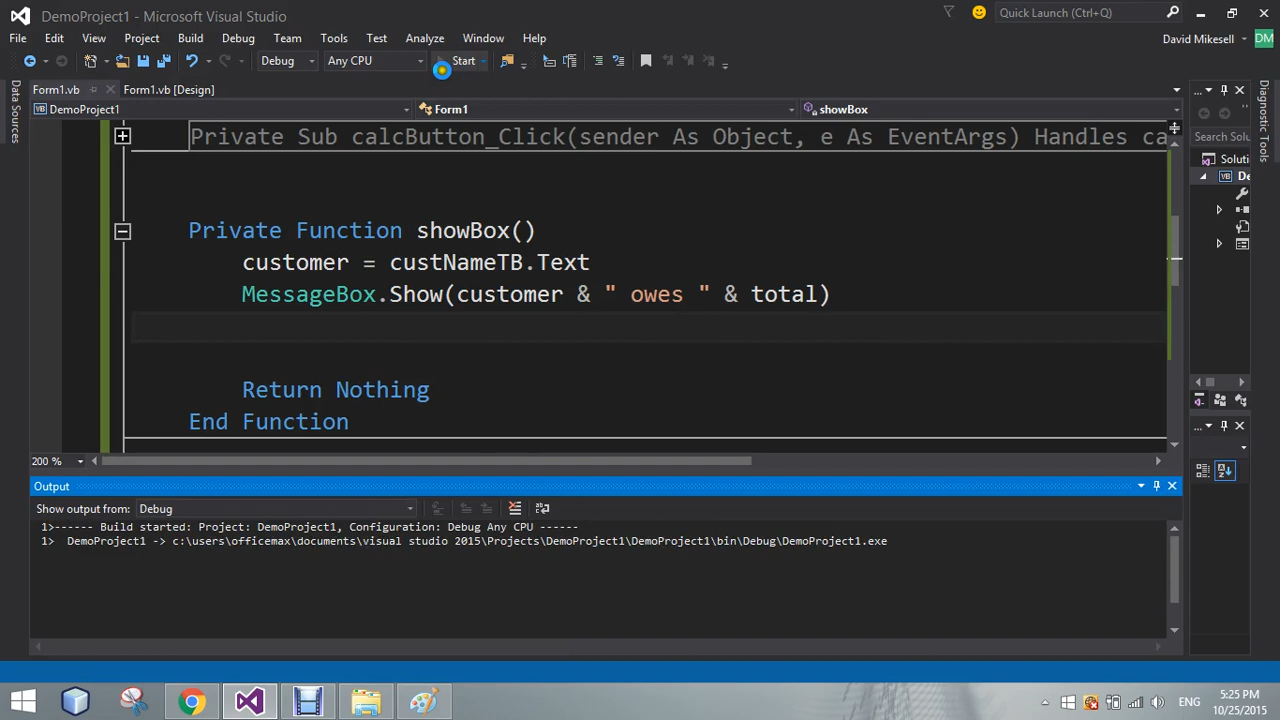 DemoProject1 - Microsoft Visual Studio
Quick Launch (Ctrl+Q)
File Edit View Project Build Debug Team Tools Test Analyze Window Help
David Mikesell DM
Debug Any CPU Start
Form1.vb Form1.vb [Design]
DemoProject1 Form1 showBox
Data Sources
Diagnostic Tools
Search Solu
Solutio
De
Private Sub calcButton_Click(sender As Object, e As EventArgs) Handles ca
Private Function showBox()
customer = custNameTB.Text
MessageBox.Show(customer & " owes " & total)
Return Nothing
End Function
200 %
Output
Show output from: Debug
1>------ Build started: Project: DemoProject1, Configuration: Debug Any CPU ------
1> DemoProject1 -> c:\users\officemax\documents\visual studio 2015\Projects\DemoProject1\DemoProject1\bin\Debug\DemoProject1.exe
ENG
5:25 PM
10/25/2015